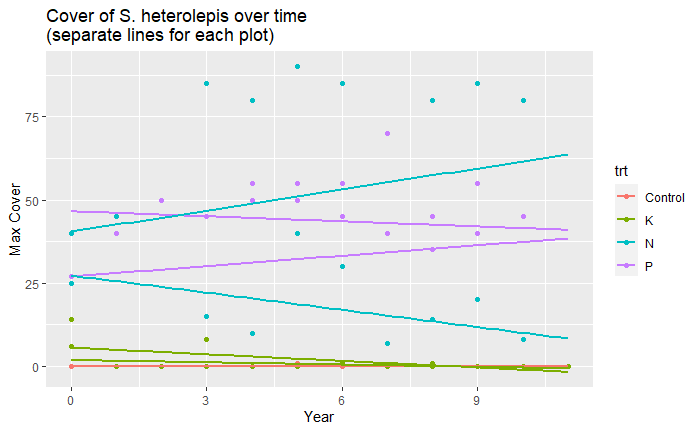 Cover of S. heterolepis over time
(separate lines for each plot)
Max Cover
75
50
25
0
0
3
6
9
Year
trt
Control
K
N
P